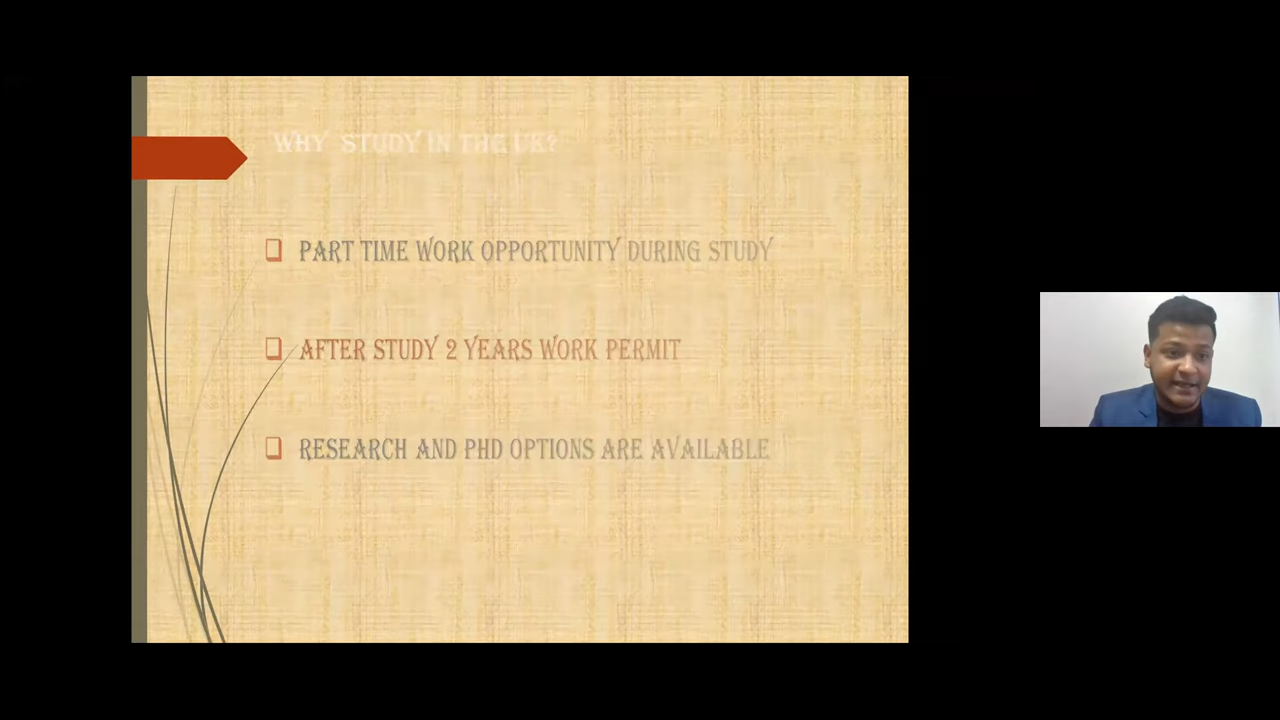 WHY STUDY IN THE UK?
PART TIME WORK OPPORTUNITY DURING STUDY
AFTER STUDY 2 YEARS WORK PERMIT
RESEARCH AND PHD OPTIONS ARE AVAILABLE